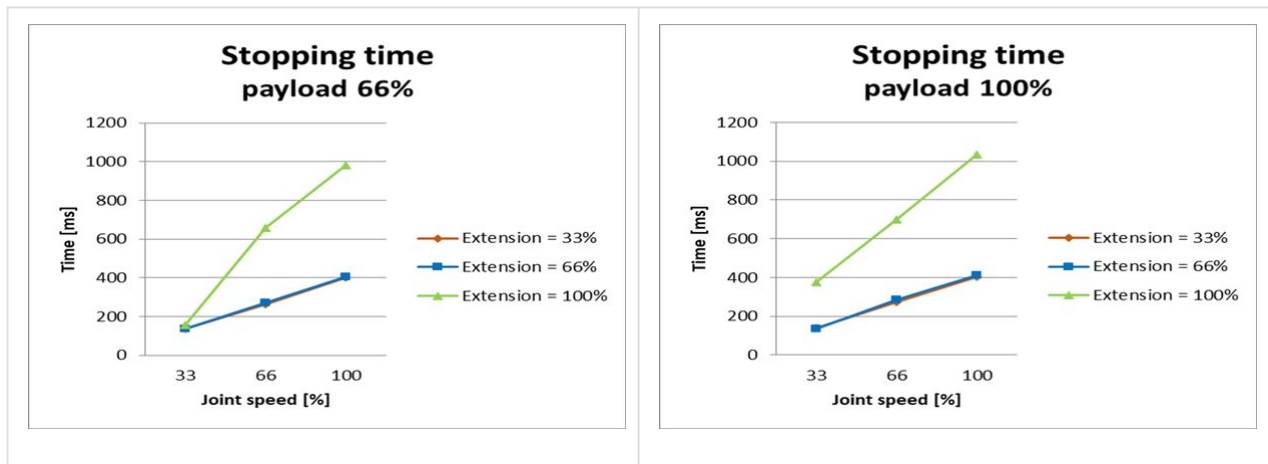 Stopping time
payload 66%
1200
1000
800
600
400
200
0
Time [ms]
33 66 100
Joint speed [%]
Extension = 33%
Extension = 66%
Extension = 100%
Stopping time
payload 100%
1200
1000
800
600
400
200
0
Time [ms]
33 66 100
Joint speed [%]
Extension = 33%
Extension = 66%
Extension = 100%